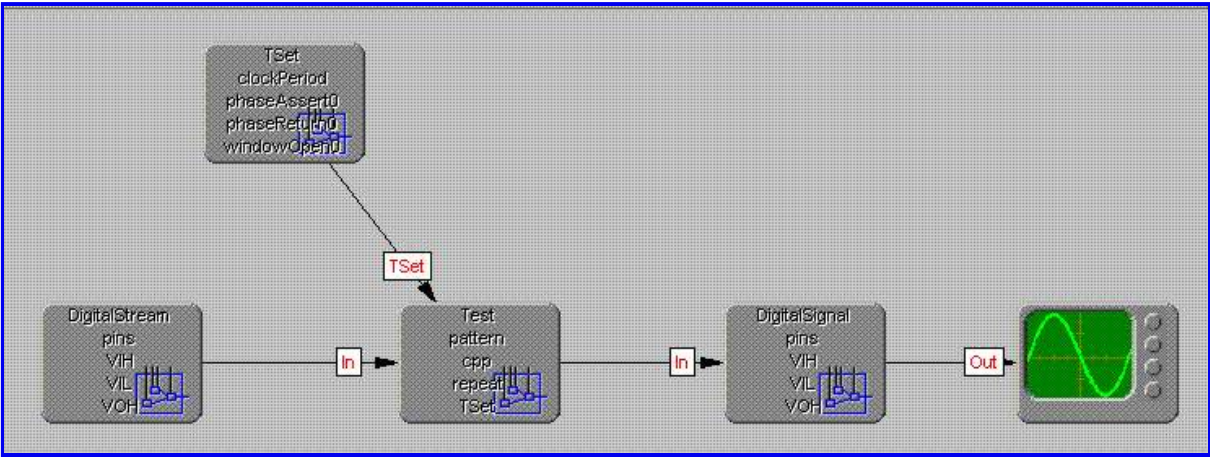 TSet
clockPeriod
phaseAssert0
phaseReturn0
windowOpen0
TSet
DigitalStream
pins
VIH
VIL
VOH
In
Test
pattern
cpp
repeat
TSet
In
DigitalSignal
pins
VIH
VIL
VOH
Out